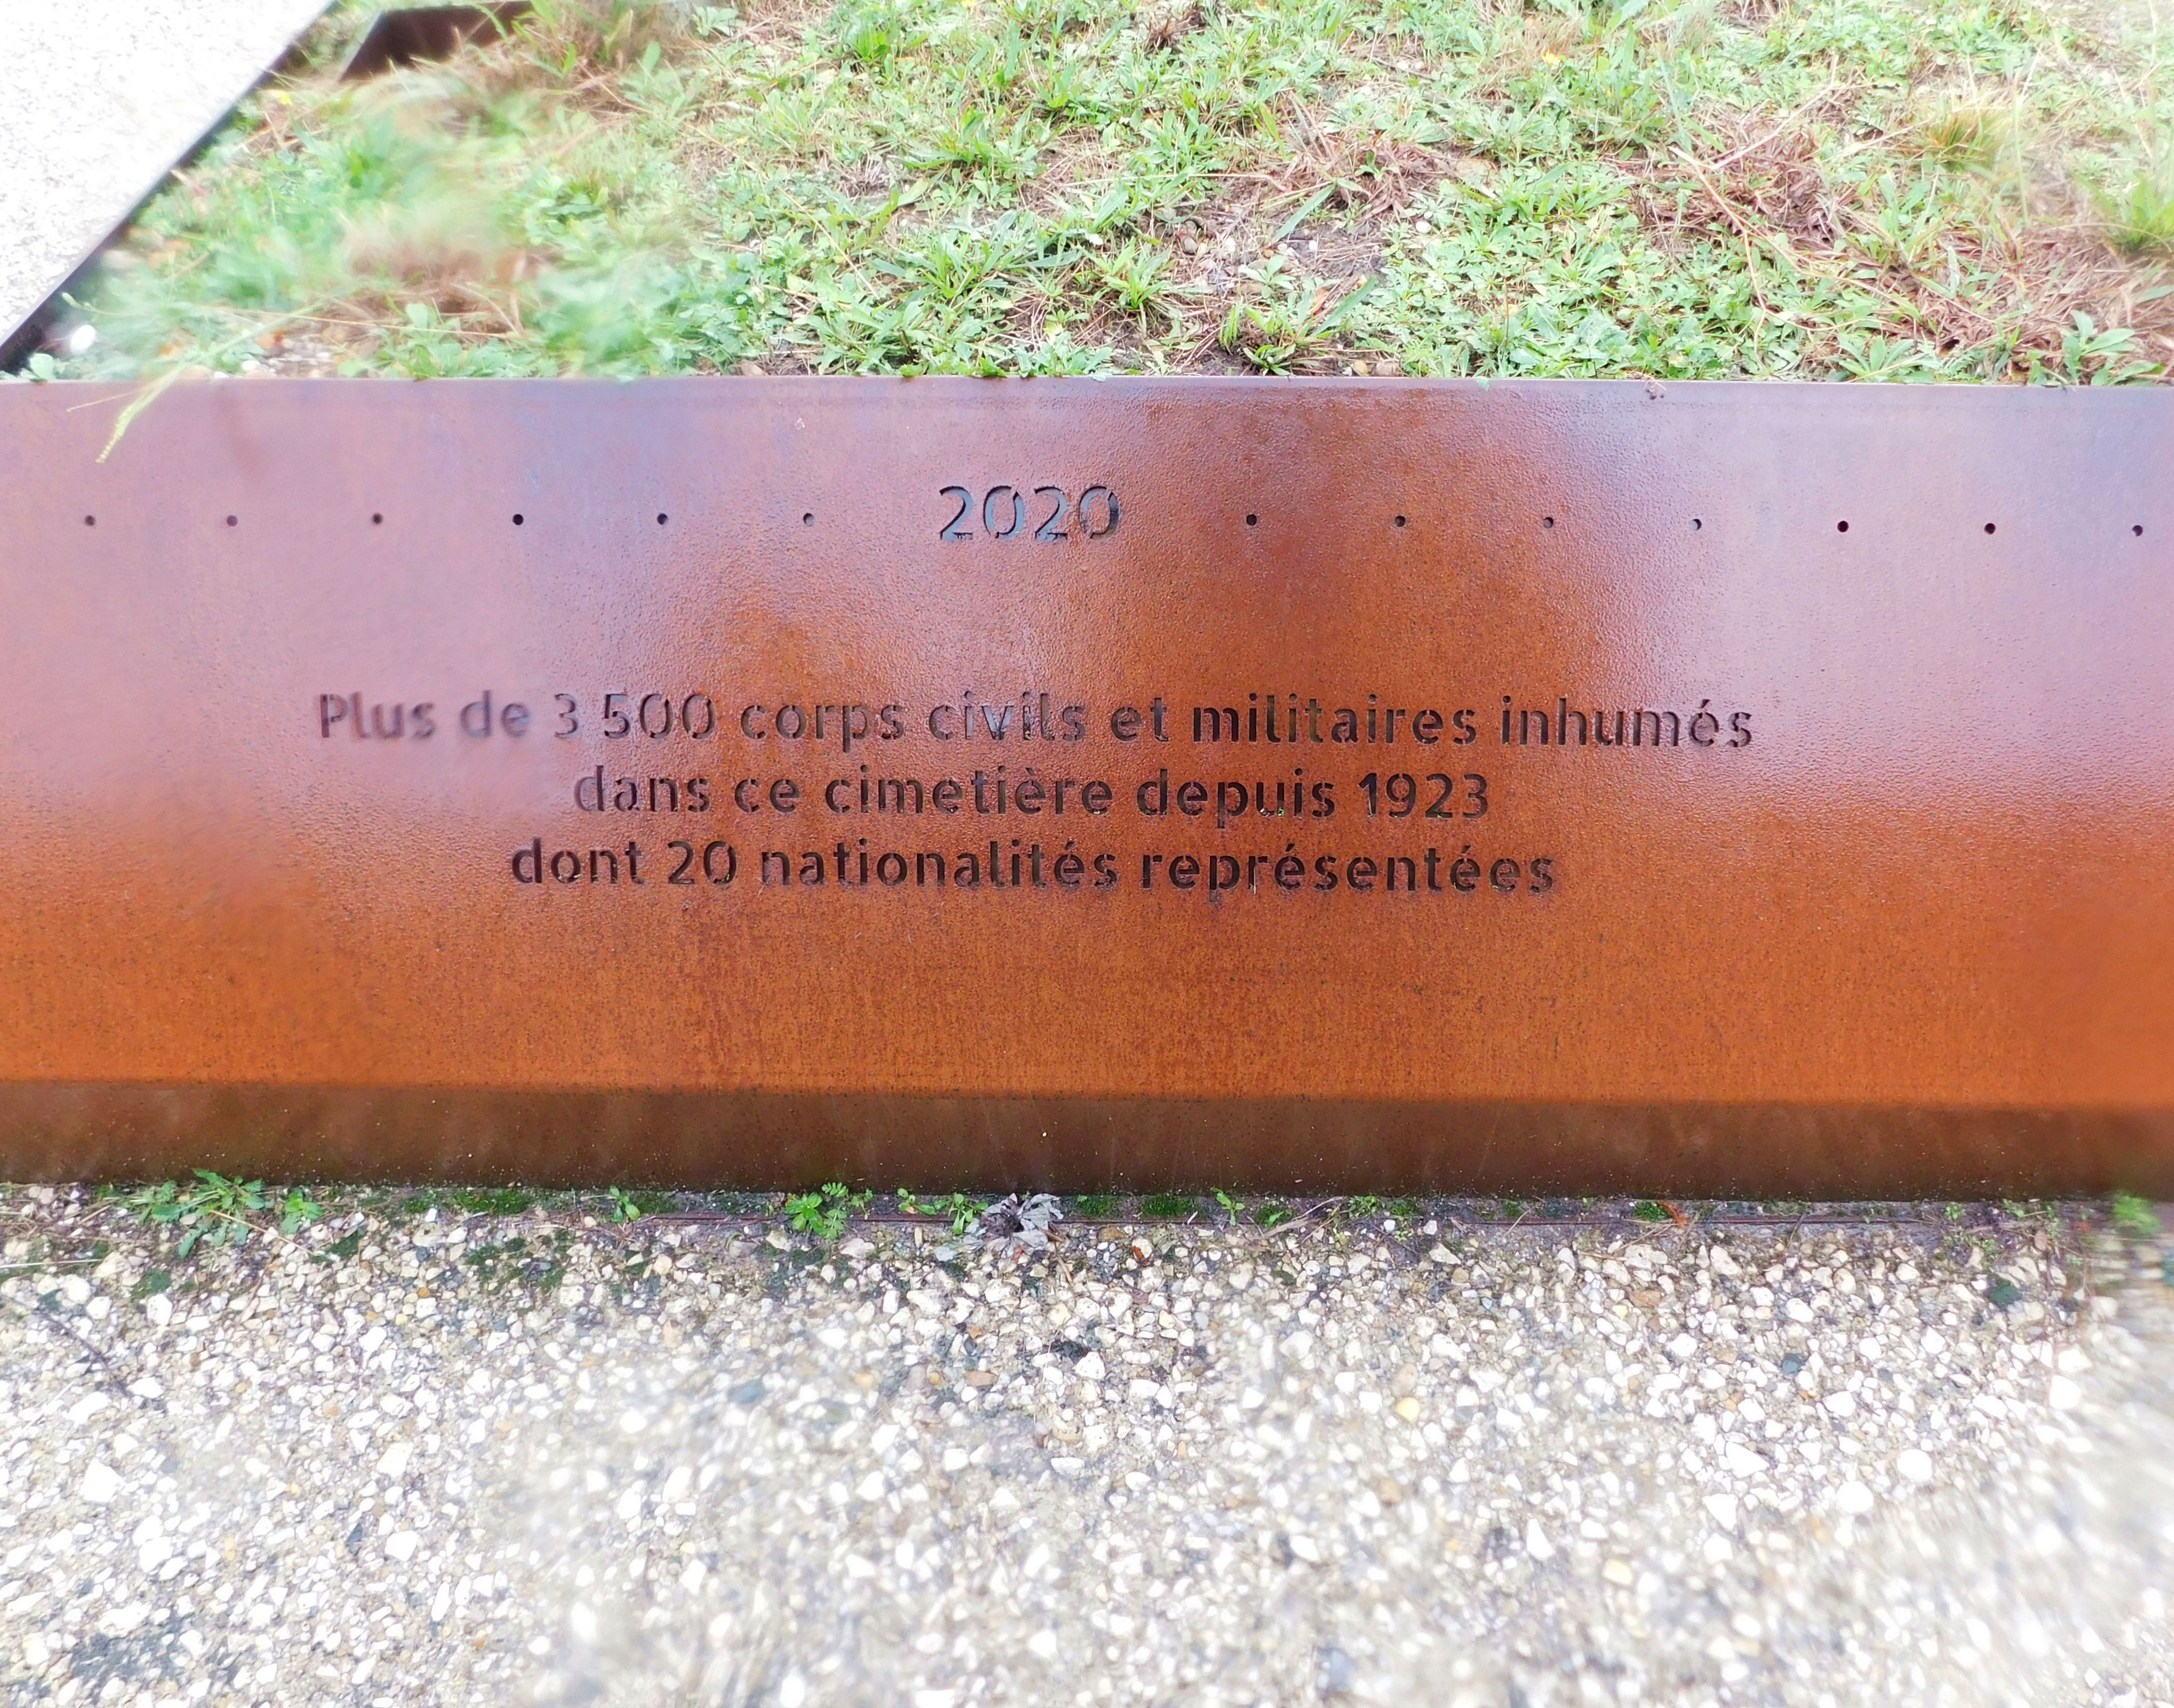 2020
Plus de 3 500 corps civils et militaires inhumés
dans ce cimetière depuis 1923
dont 20 nationalités représentées